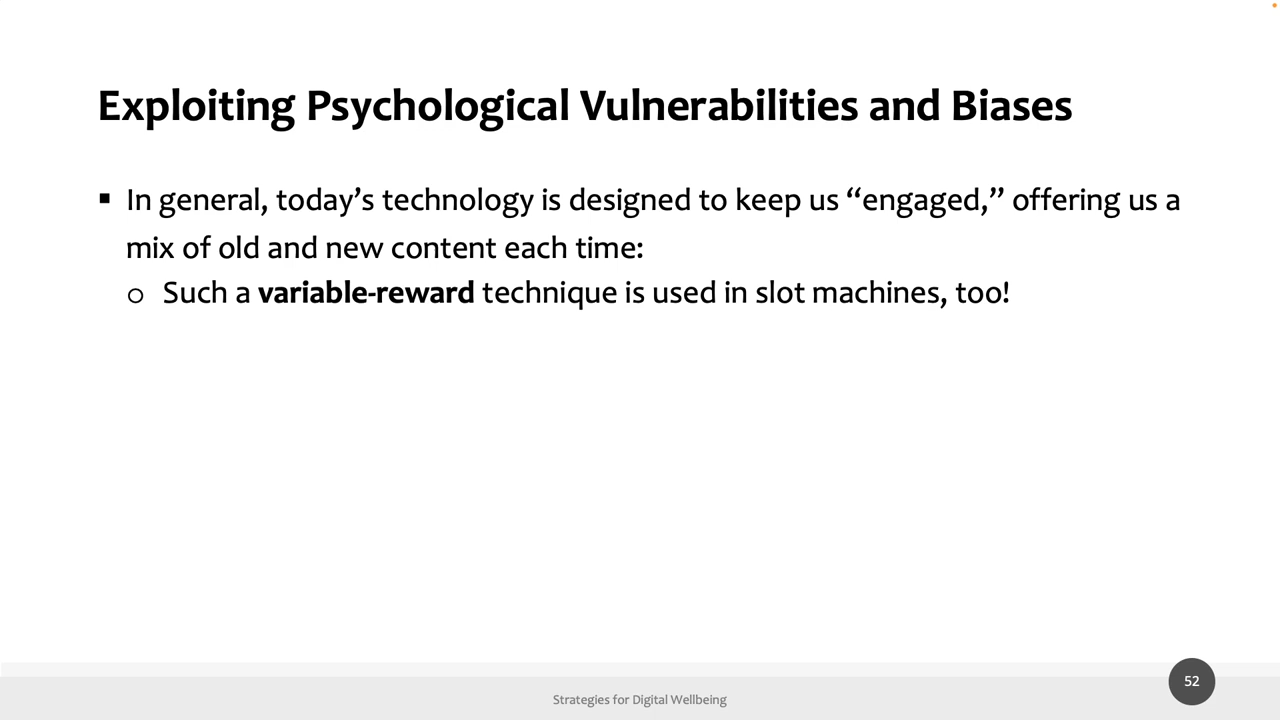 Exploiting Psychological Vulnerabilities and Biases
▪ In general, today’s technology is designed to keep us “engaged,” offering us a
mix of old and new content each time:
o Such a variable-reward technique is used in slot machines, too!
Strategies for Digital Wellbeing
52